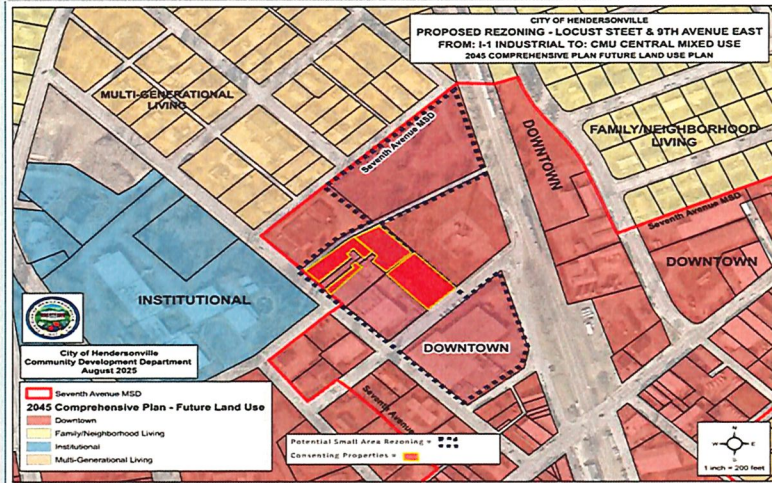 CITY OF HENDERSONVILLE
PROPOSED REZONING - LOCUST STEET & 9TH AVENUE EAST
FROM: I-1 INDUSTRIAL TO: CMU CENTRAL MIXED USE
2045 COMPREHENSIVE PLAN FUTURE LAND USE PLAN
MULTI-GENERATIONAL
LIVING
Seventh Avenue MSD
DOWNTOWN
FAMILY/NEIGHBORHOOD
LIVING
Seventh Avenue MSD
DOWNTOWN
INSTITUTIONAL
DOWNTOWN
City of Hendersonville
Community Development Department
August 2025
Seventh Avenue MSD
2045 Comprehensive Plan - Future Land Use
Downtown
Family/Neighborhood Living
Institutional
Multi-Generational Living
Seventh Avenue
Potential Small Area Rezoning =
Consenting Properties =
N
W E
S
1 inch = 200 feet